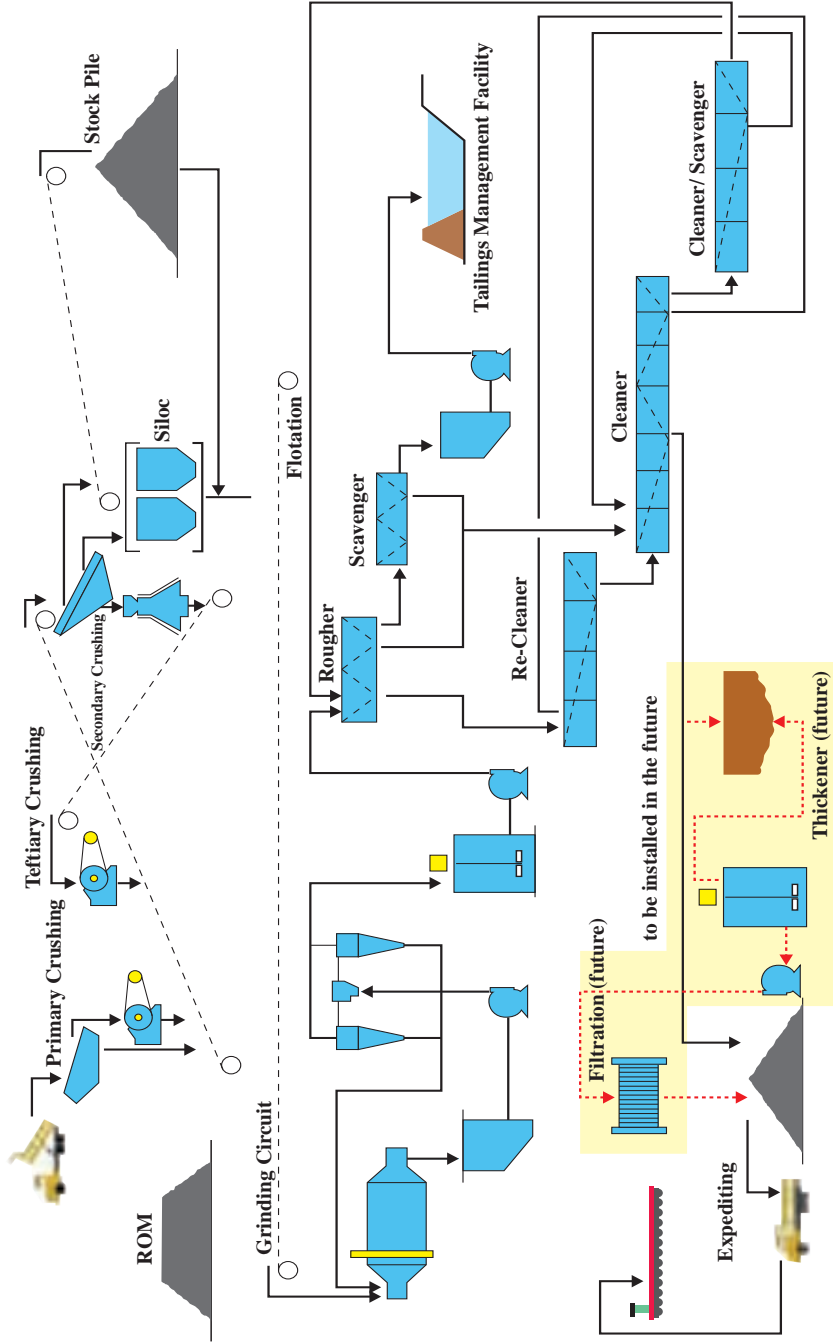 ROM
Primary Crushing
Teftiary Crushing
Secondary Crushing
Siloc
Stock Pile
Grinding Circuit
Flotation
Rougher
Scavenger
Tailings Management Facility
Re-Cleaner
Cleaner
Cleaner/ Scavenger
Filtration (future)
to be installed in the future
Thickener (future)
Expediting